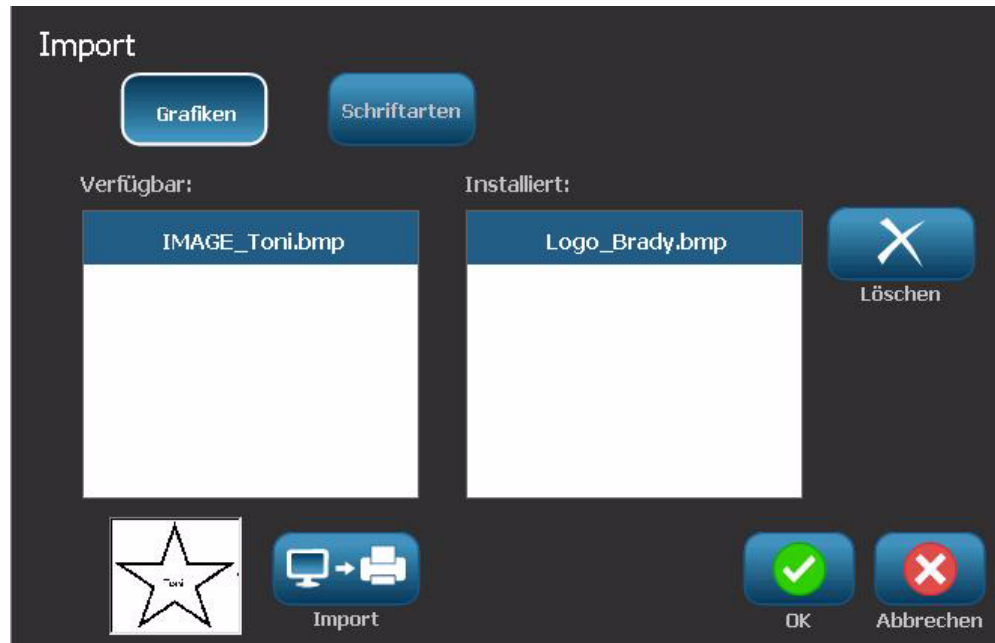 Import
Grafiken Schriftarten
Verfügbar: Installiert:
IMAGE_Toni.bmp Logo_Brady.bmp
Löschen
Toni
Import OK Abbrechen